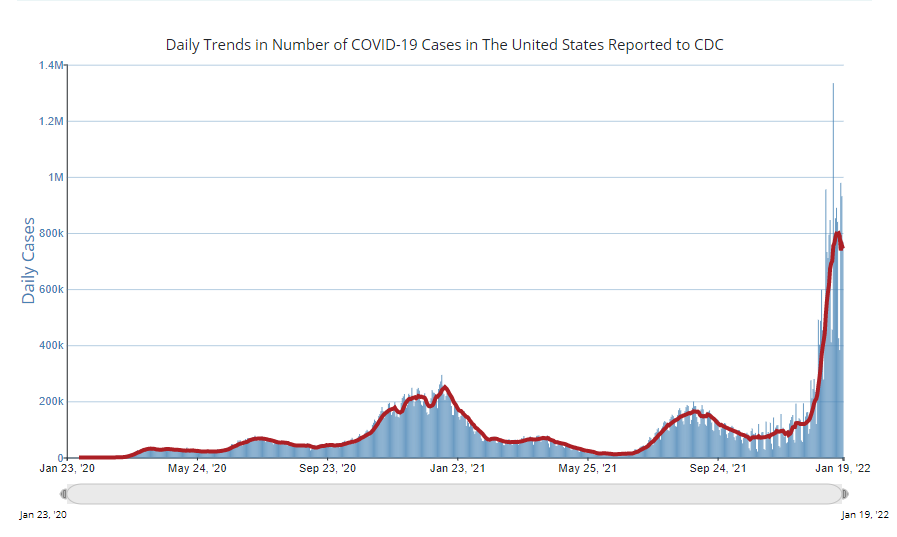 Daily Trends in Number of COVID-19 Cases in The United States Reported to CDC
1.4M
1.2M
1M
800k
600k
400k
200k
0
Daily Cases
Jan 23, '20 May 24, '20 Sep 23, '20 Jan 23, '21 May 25, '21 Sep 24, '21 Jan 19, '22
Jan 23, '20 Jan 19, '22